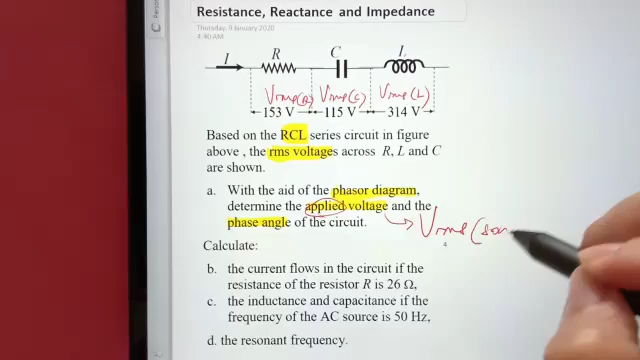 Resistance, Reactance and Impedance
Thursday, 9 January 2020
4:40 AM
I R C L
Vrms(R) Vrms(C) Vrms(L)
153 V 115 V 314 V
Based on the RCL series circuit in figure
above , the rms voltages across R, L and C
are shown.
a. With the aid of the phasor diagram,
determine the applied voltage and the
phase angle of the circuit.
Vrms (sou
Calculate:
b. the current flows in the circuit if the
resistance of the resistor R is 26 Ω,
c. the inductance and capacitance if the
frequency of the AC source is 50 Hz,
d. the resonant frequency.